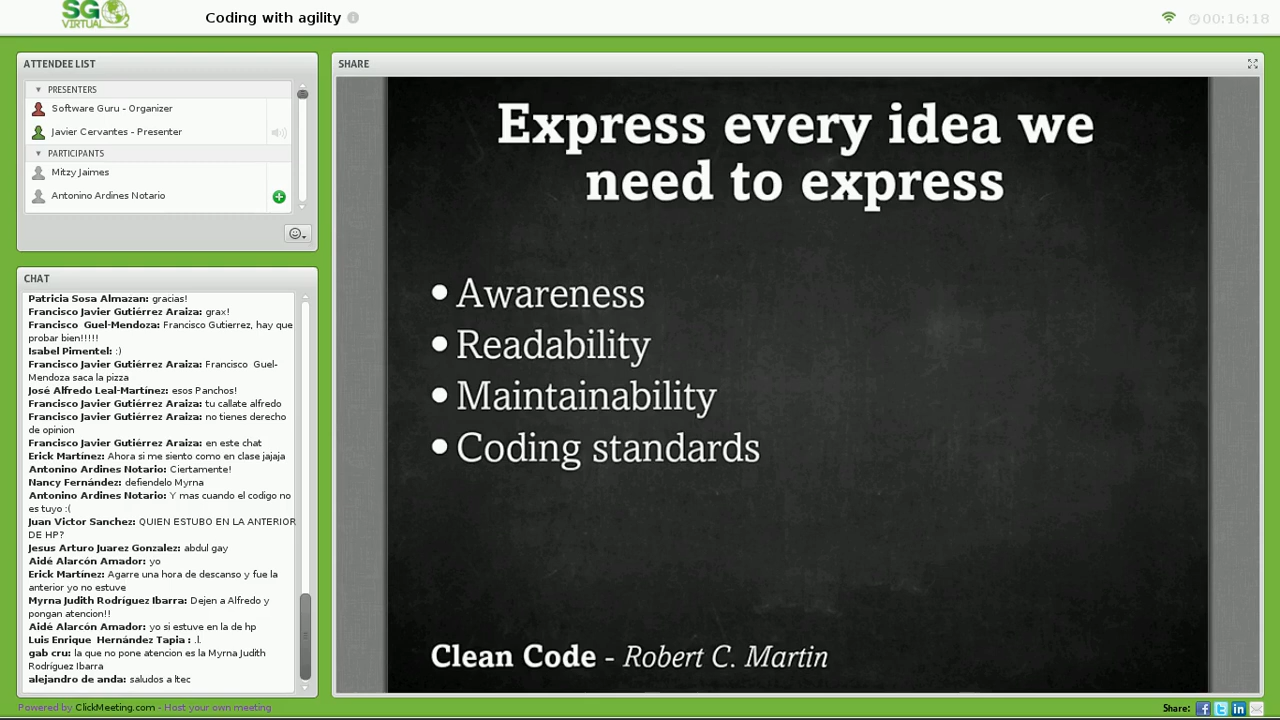 SG
VIRTUAL
Coding with agility
00:16:18
ATTENDEE LIST
PRESENTERS
Software Guru - Organizer
Javier Cervantes - Presenter
PARTICIPANTS
Mitzy Jaimes
Antonino Ardines Notario
CHAT
Patricia Sosa Almazan: gracias!
Francisco Javier Gutiérrez Araiza: grax!
Francisco  Guel-Mendoza: Francisco Gutierrez, hay que
probar bien!!!!!
Isabel Pimentel: :)
Francisco Javier Gutiérrez Araiza: Francisco  Guel-
Mendoza saca la pizza
José Alfredo Leal-Martínez: esos Panchos!
Francisco Javier Gutiérrez Araiza: tu callate alfredo
Francisco Javier Gutiérrez Araiza: no tienes derecho
de opinion
Francisco Javier Gutiérrez Araiza: en este chat
Erick Martínez: Ahora si me siento como en clase jajaja
Antonino Ardines Notario: Ciertamente!
Nancy Fernández: defiendelo Myrna
Antonino Ardines Notario: Y mas cuando el codigo no
es tuyo :(
Juan Victor Sanchez: QUIEN ESTUBO EN LA ANTERIOR
DE HP?
Jesus Arturo Juarez Gonzalez: abdul gay
Aidé Alarcón Amador: yo
Erick Martínez: Agarre una hora de descanso y fue la
anterior yo no estuve
Myrna Judith Rodríguez Ibarra: Dejen a Alfredo y
pongan atencion!!
Aidé Alarcón Amador: yo si estuve en la de hp
Luis Enrique  Hernández Tapia : .l.
gab cru: la que no pone atencion es la Myrna Judith
Rodríguez Ibarra
alejandro de anda: saludos a ltec
SHARE
Express every idea we
need to express
• Awareness
• Readability
• Maintainability
• Coding standards
Clean Code - Robert C. Martin
Powered by ClickMeeting.com - Host your own meeting
Share: